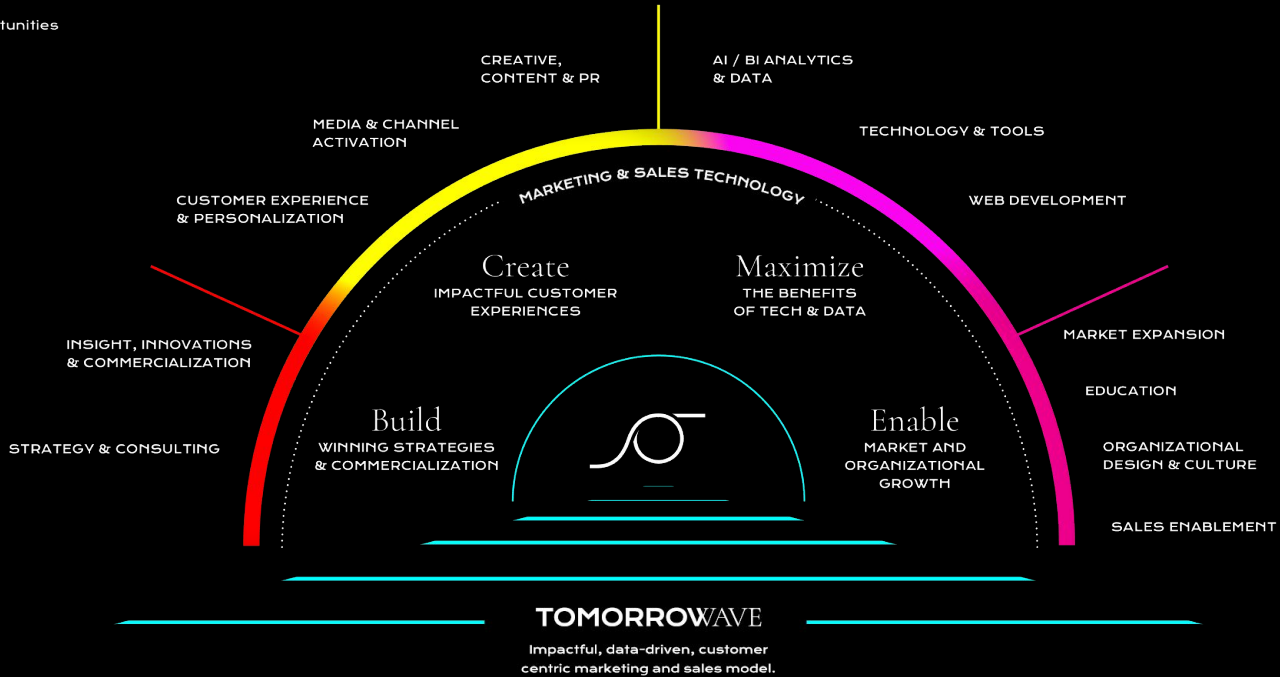 tunities
CREATIVE,
CONTENT & PR
AI / BI ANALYTICS
& DATA
MEDIA & CHANNEL
ACTIVATION
TECHNOLOGY & TOOLS
MARKETING & SALES TECHNOLOGY
CUSTOMER EXPERIENCE
& PERSONALIZATION
WEB DEVELOPMENT
Create
IMPACTFUL CUSTOMER
EXPERIENCES
Maximize
THE BENEFITS
OF TECH & DATA
INSIGHT, INNOVATIONS
& COMMERCIALIZATION
MARKET EXPANSION
EDUCATION
STRATEGY & CONSULTING
Build
WINNING STRATEGIES
& COMMERCIALIZATION
Enable
MARKET AND
ORGANIZATIONAL
GROWTH
ORGANIZATIONAL
DESIGN & CULTURE
SALES ENABLEMENT
TOMORROWAVE
Impactful, data-driven, customer
centric marketing and sales model.